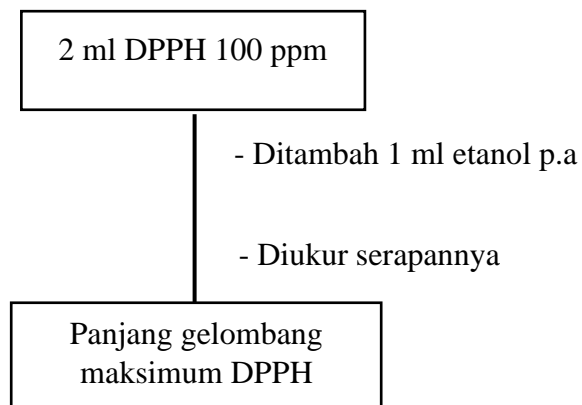 2 ml DPPH 100 ppm
- Ditambah 1 ml etanol p.a
- Diukur serapannya
Panjang gelombang
maksimum DPPH